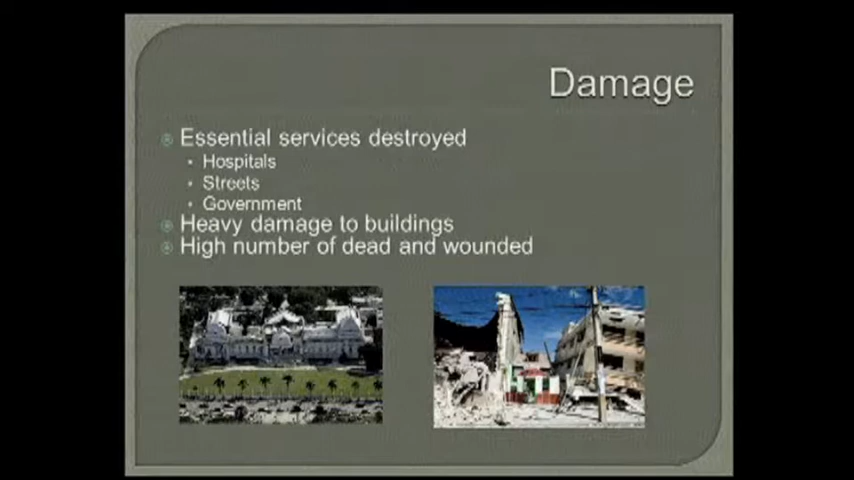 Damage
Essential services destroyed
Hospitals
Streets
Government
Heavy damage to buildings
High number of dead and wounded